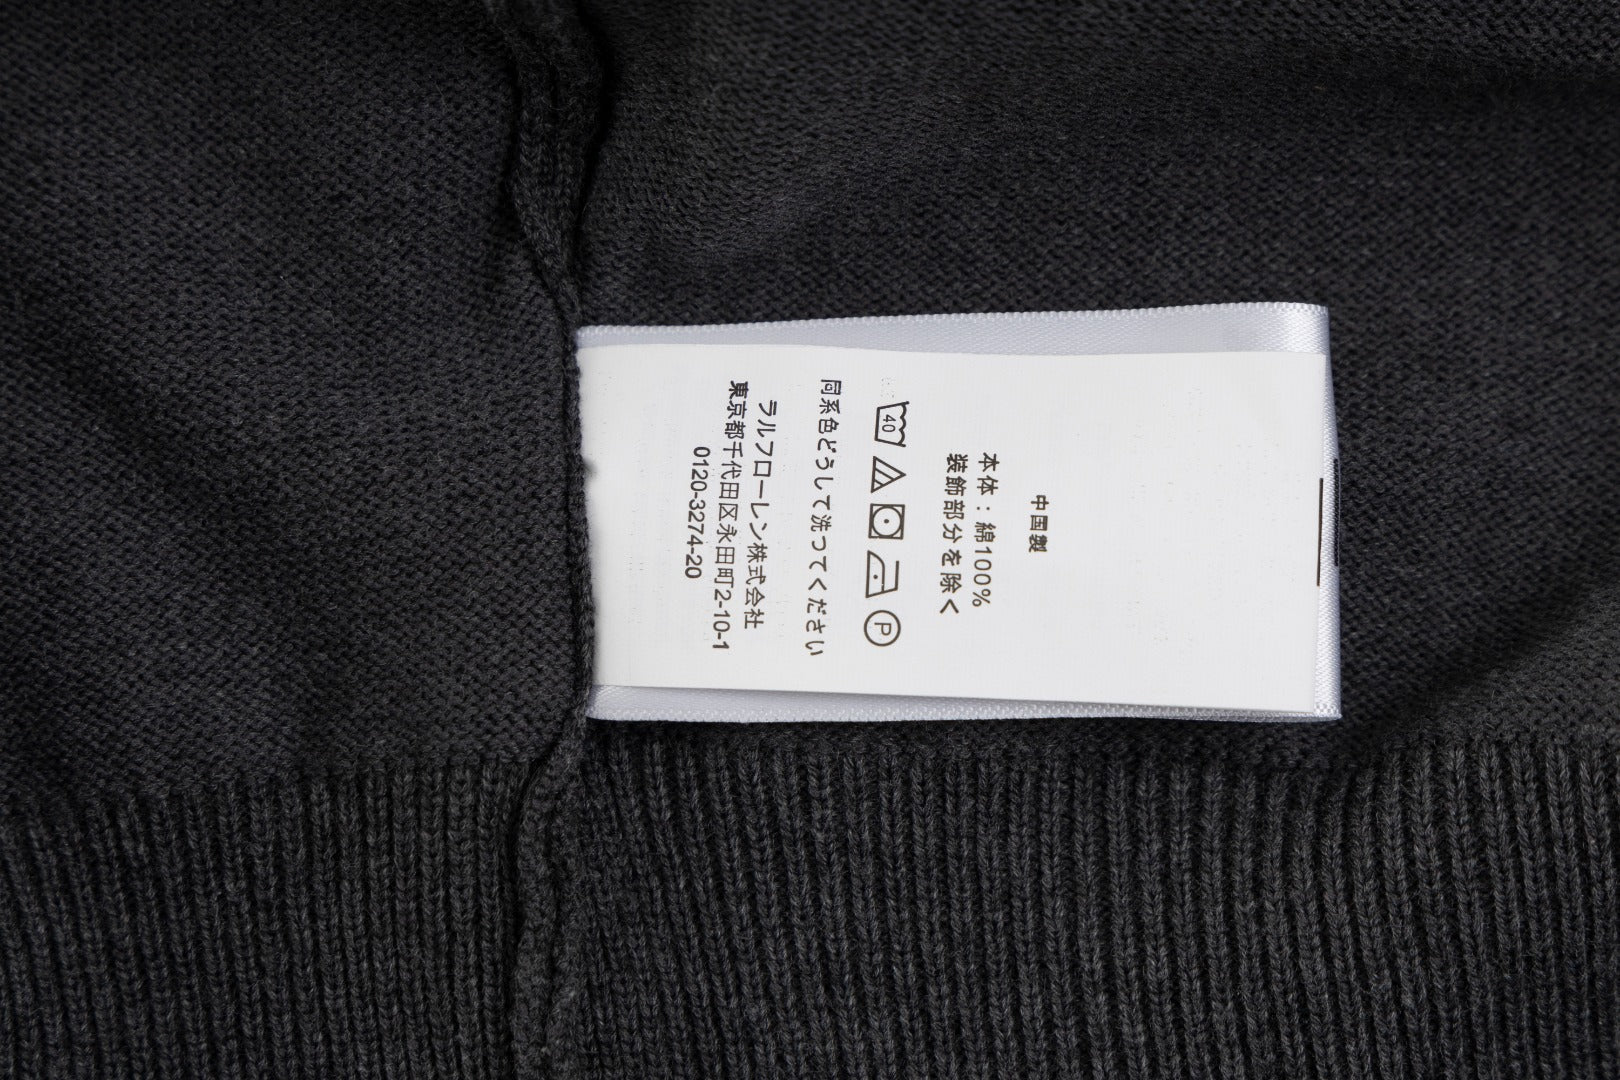 中国製
本体：綿100%
装飾部分を除く
40
P
同系色どうして洗ってください
ラルフローレン株式会社
東京都千代田区永田町2-10-1
0120-3274-20